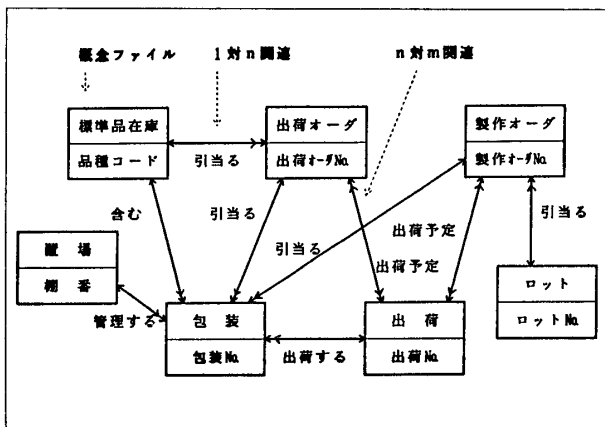 概念ファイル
1対n関連
n対m関連
標準品在庫
品種コード
引当る
出荷オーダ
出荷ｵｰﾀﾞNo.
製作オーダ
製作ｵｰﾀﾞNo.
含む
引当る
引当る
出荷予定
出荷予定
引当る
置場
棚番
管理する
包装
包装No.
出荷する
出荷
出荷No.
ロット
ロットNo.